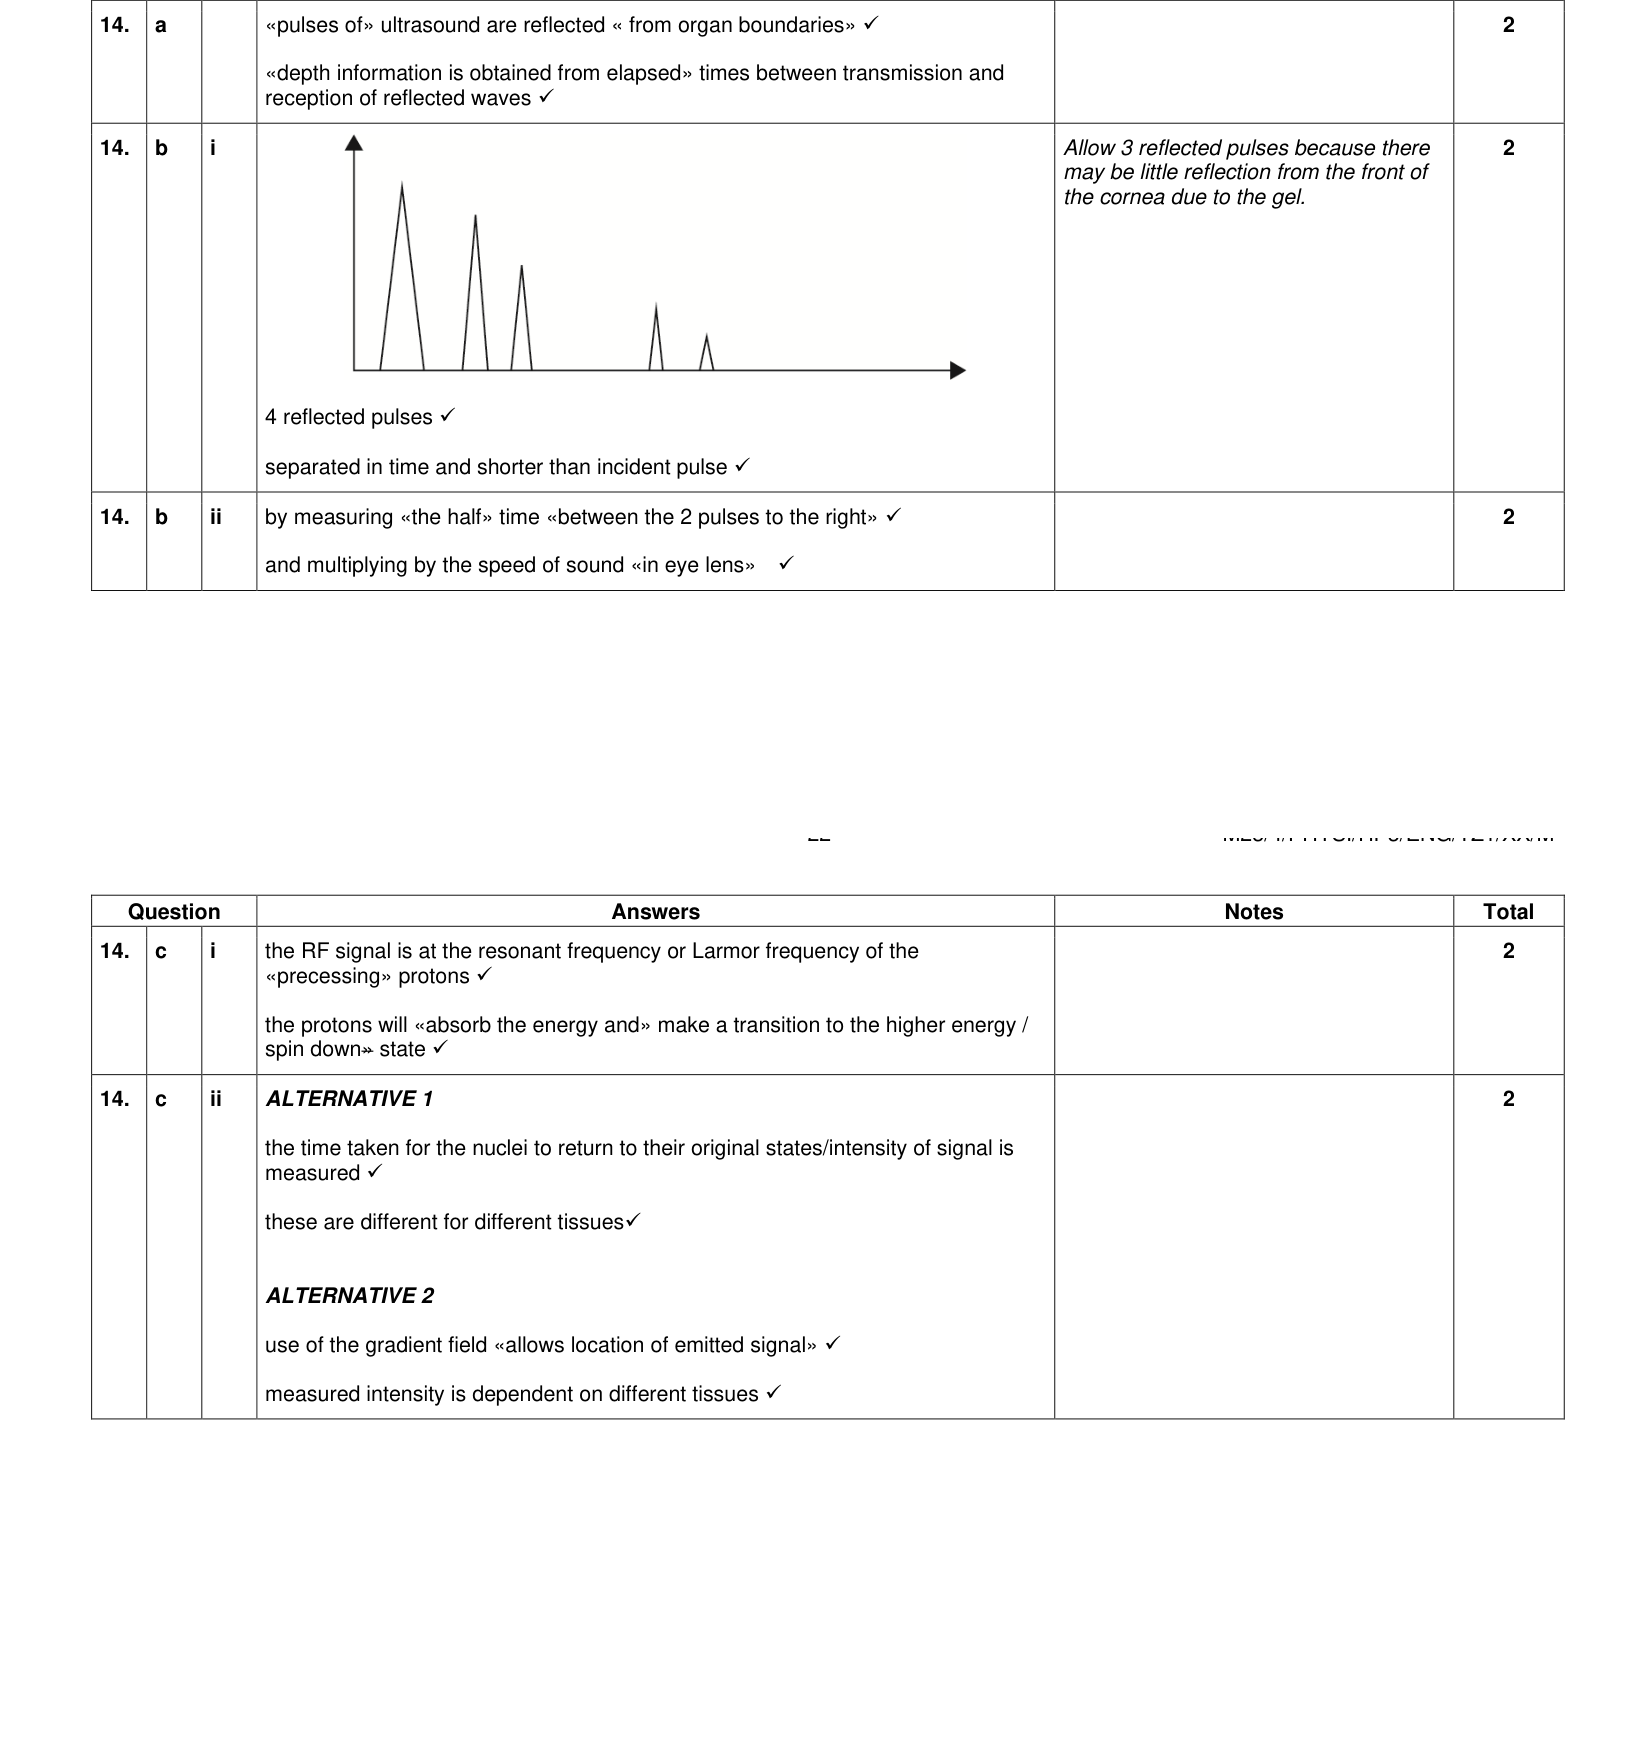 14. a «pulses of» ultrasound are reflected « from organ boundaries» ✓ 2
«depth information is obtained from elapsed» times between transmission and
reception of reflected waves ✓
14. b i Allow 3 reflected pulses because there 2
may be little reflection from the front of
the cornea due to the gel.
4 reflected pulses ✓
separated in time and shorter than incident pulse ✓
14. b ii by measuring «the half» time «between the 2 pulses to the right» ✓ 2
and multiplying by the speed of sound «in eye lens» ✓
Question Answers Notes Total
14. c i the RF signal is at the resonant frequency or Larmor frequency of the 2
«precessing» protons ✓
the protons will «absorb the energy and» make a transition to the higher energy /
spin down» state ✓
14. c ii ALTERNATIVE 1 2
the time taken for the nuclei to return to their original states/intensity of signal is
measured ✓
these are different for different tissues✓
ALTERNATIVE 2
use of the gradient field «allows location of emitted signal» ✓
measured intensity is dependent on different tissues ✓